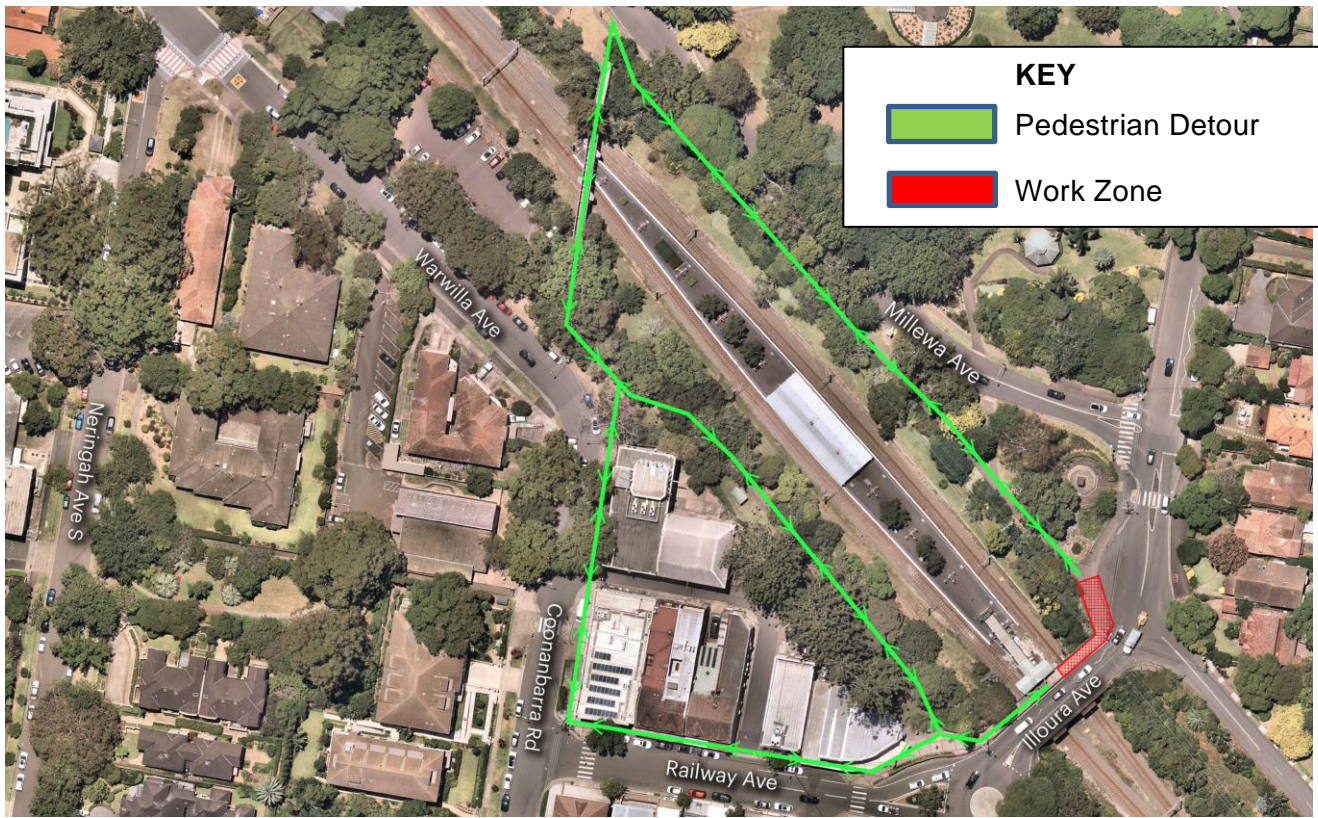 KEY
Pedestrian Detour
Work Zone
Warwilla Ave
Millewa Ave
Neringah Ave S
Coonanbarra Rd
Illoura Ave
Railway Ave